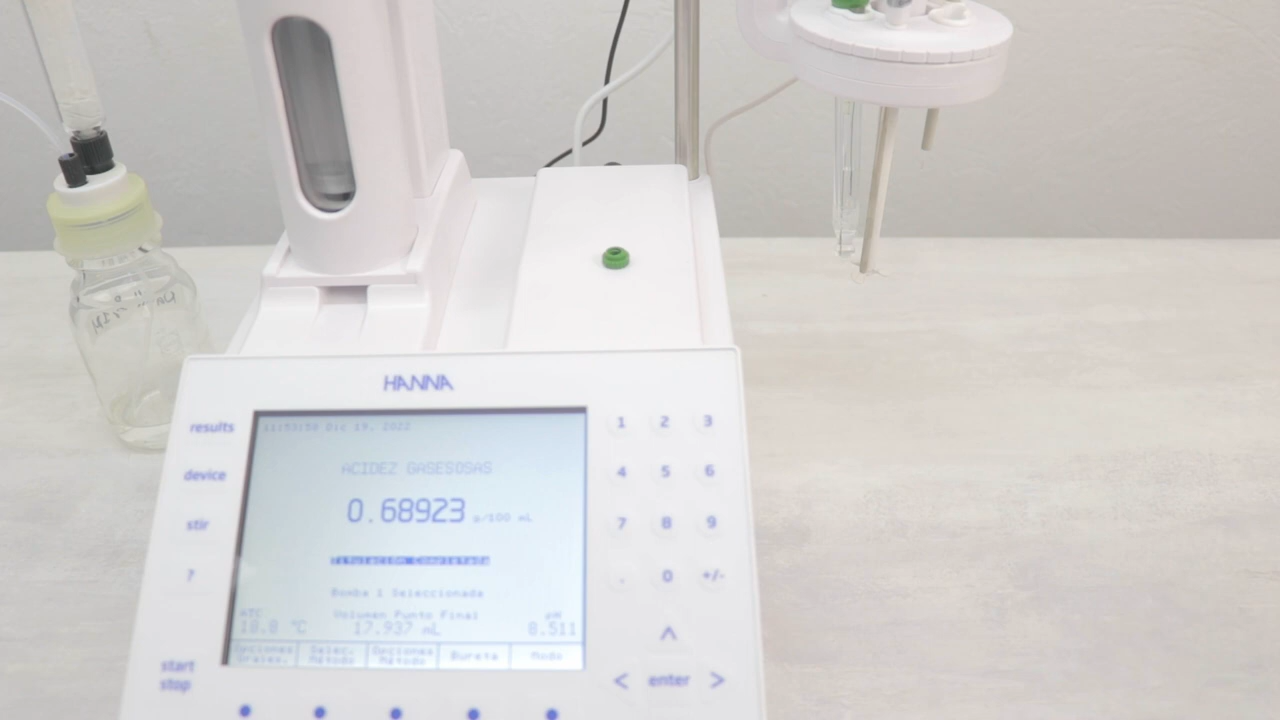 HANNA
results
device
stir
?
start
stop
11:53:50 Dic 19, 2022
ACIDEZ GASESOSAS
0.68923 g/100 mL
Titulación Completada
Bomba 1 Seleccionada
ATC
Volumen Punto Final
pH
18.8 °C
17.937 mL
8.511
Opciones
Grales.
Selec.
Método
Opciones
Método
Bureta
Modo
1 2 3
4 5 6
7 8 9
. 0 +/-
enter